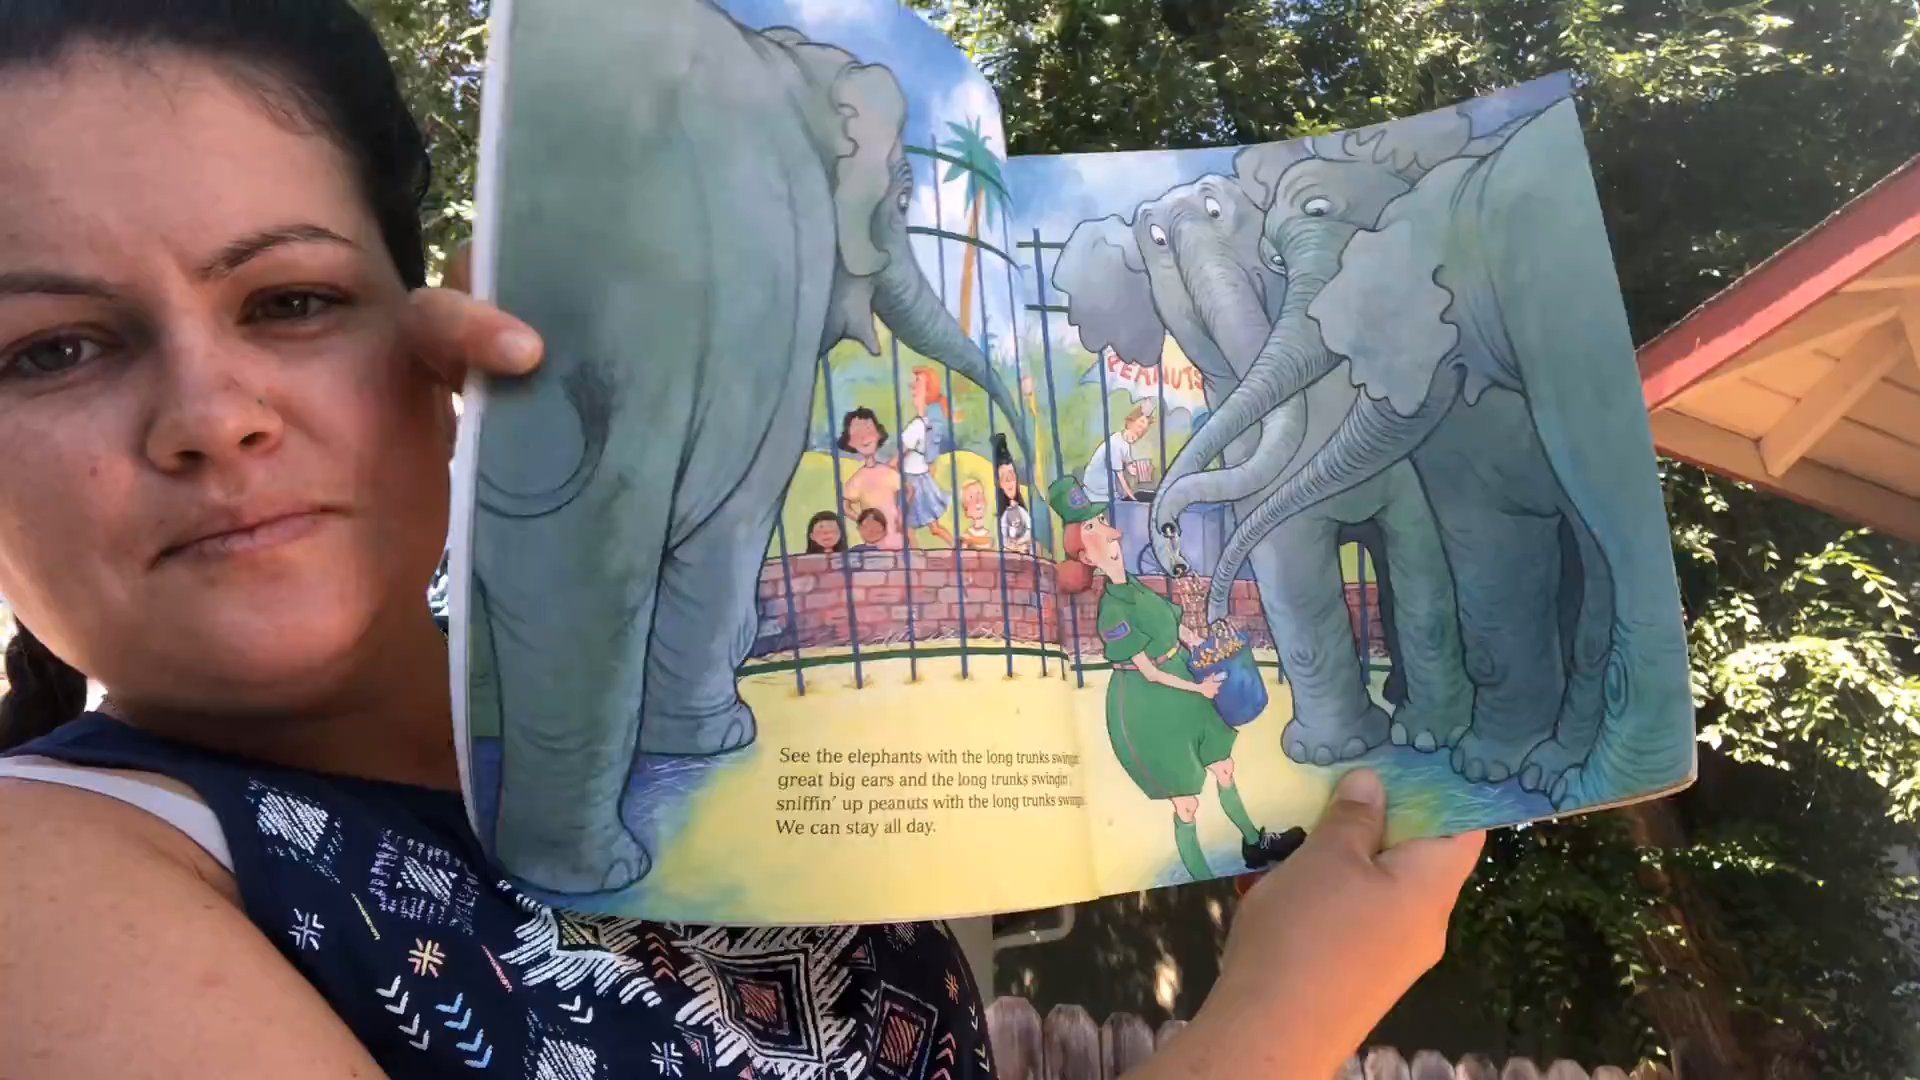 PEANUTS
See the elephants with the long trunks swingin'
great big ears and the long trunks swingin',
sniffin' up peanuts with the long trunks swingin'.
We can stay all day.